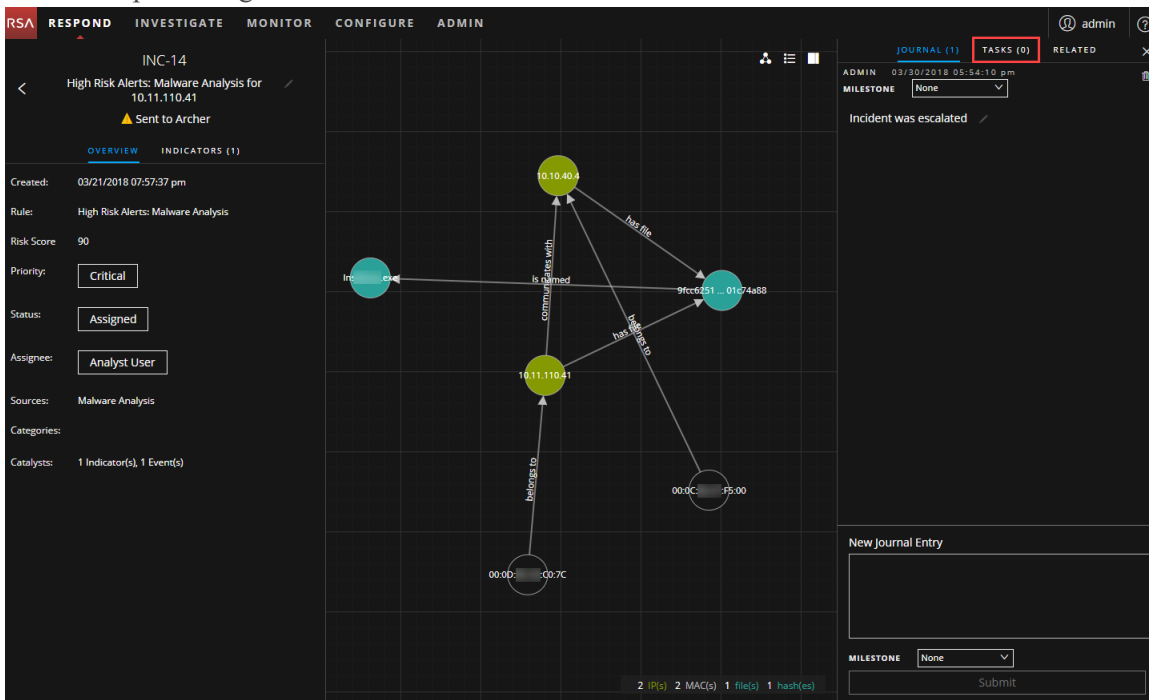 RSA RESPOND INVESTIGATE MONITOR CONFIGURE ADMIN admin
INC-14
High Risk Alerts: Malware Analysis for
10.11.110.41
Sent to Archer
OVERVIEW INDICATORS (1)
Created: 03/21/2018 07:57:37 pm
Rule: High Risk Alerts: Malware Analysis
Risk Score 90
Priority: Critical
Status: Assigned
Assignee: Analyst User
Sources: Malware Analysis
Categories:
Catalysts: 1 Indicator(s), 1 Event(s)
10.10.40.4
has file
communicates with
is named
Ins .exe
9fcc6251 ... 01c74a88
has file
belongs to
10.11.110.41
belongs to
00:0C: :F5:00
00:0D: :C0:7C
2 IP(s) 2 MAC(s) 1 file(s) 1 hash(es)
JOURNAL (1) TASKS (0) RELATED
ADMIN 03/30/2018 05:54:10 pm
MILESTONE None
Incident was escalated
New Journal Entry
MILESTONE None
Submit